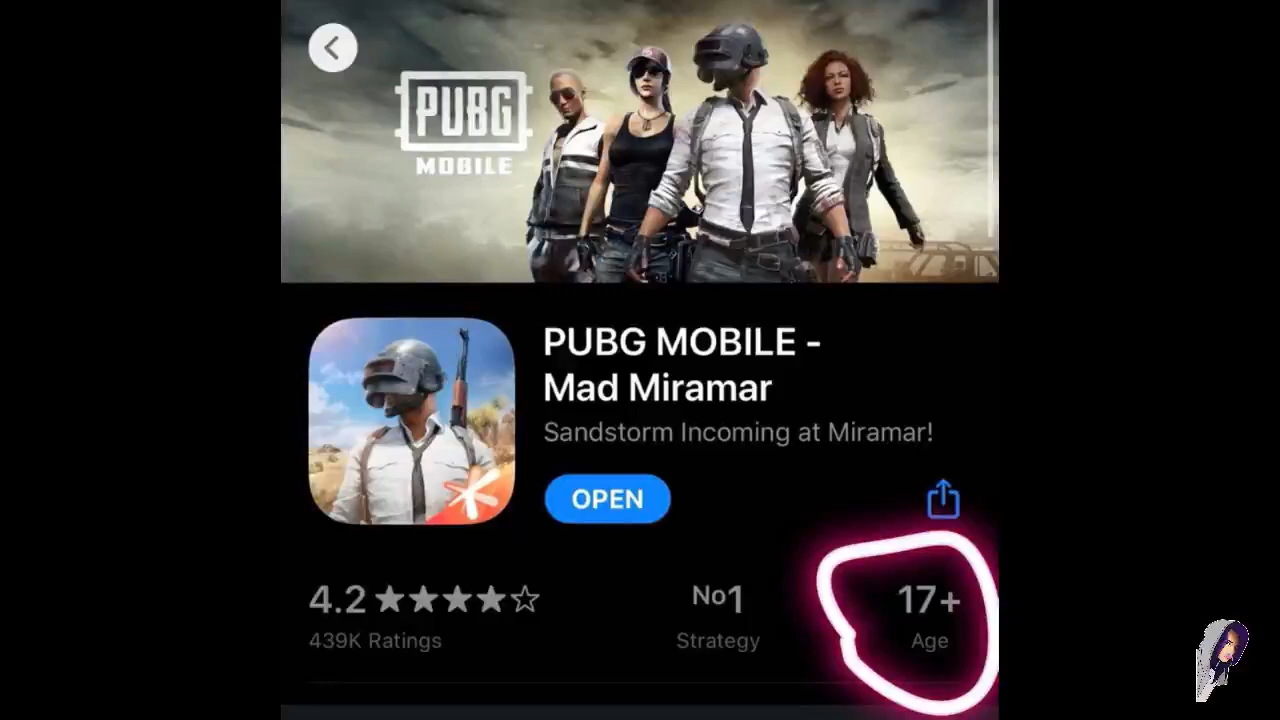 PUBG
MOBILE
PUBG MOBILE -
Mad Miramar
Sandstorm Incoming at Miramar!
OPEN
4.2
No1
17+
439K Ratings
Strategy
Age